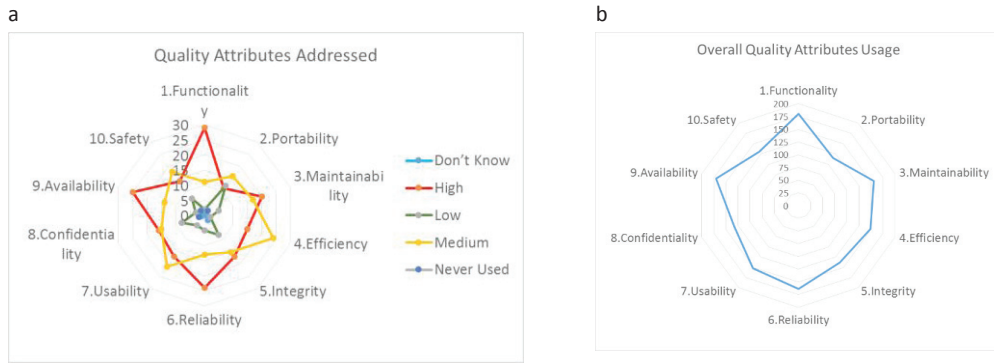 a
Quality Attributes Addressed
1.Functionalit
y
10.Safety
2.Portability
30
25
20
15
10
5
0
9.Availability
3.Maintainabi
lity
8.Confidentia
lity
4.Efficiency
7.Usability
5.Integrity
6.Reliability
Don't Know
High
Low
Medium
Never Used
b
Overall Quality Attributes Usage
1.Functionality
200
175
150
125
100
75
50
25
0
10.Safety
2.Portability
9.Availability
3.Maintainability
8.Confidentiality
4.Efficiency
7.Usability
5.Integrity
6.Reliability